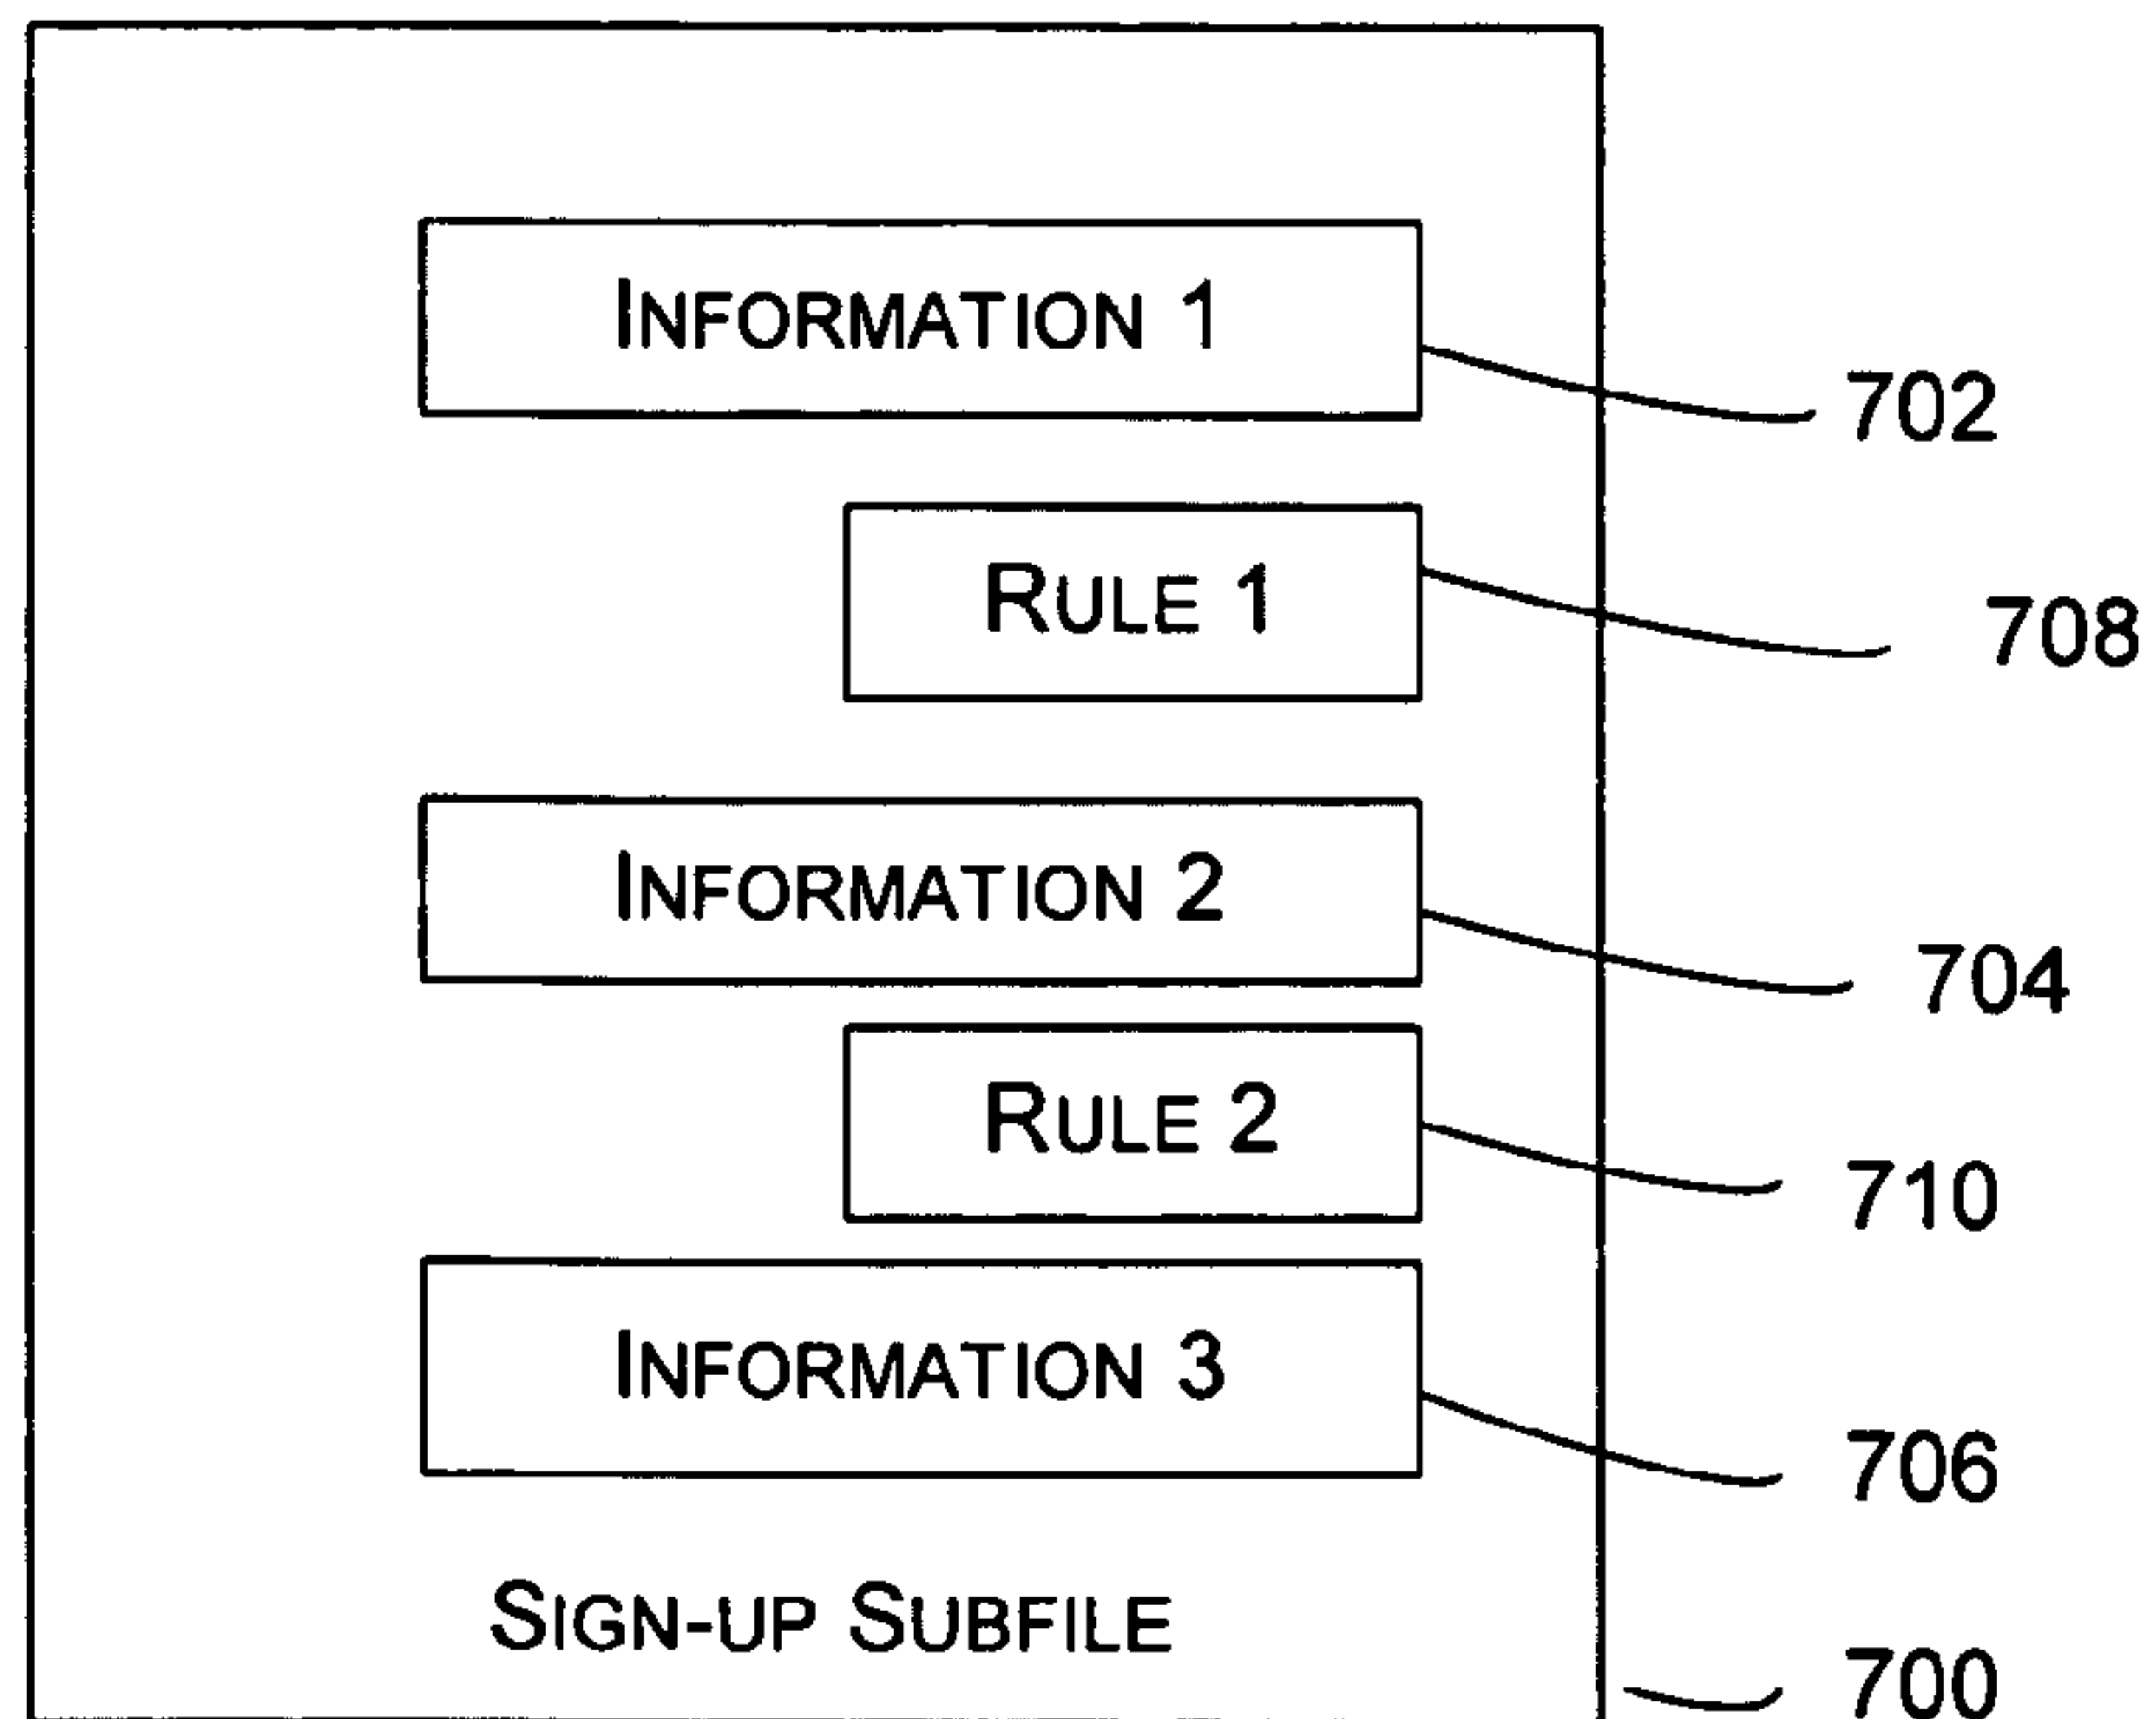 INFORMATION 1
702
RULE 1
708
INFORMATION 2
704
RULE 2
710
INFORMATION 3
706
SIGN-UP SUBFILE
700